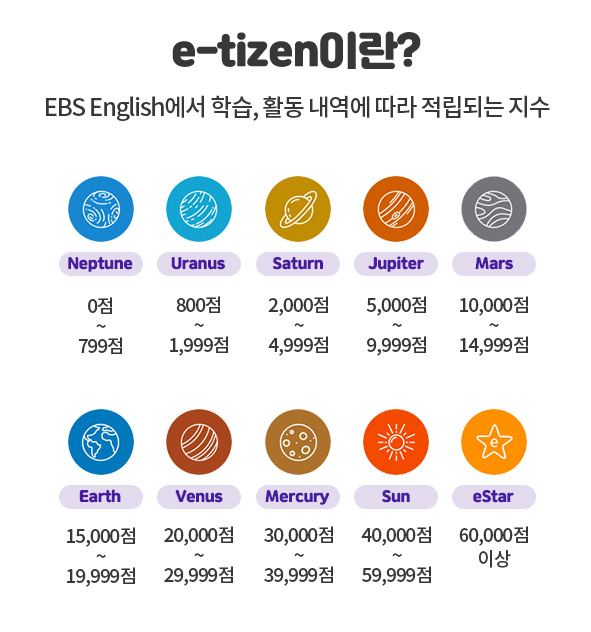 e-tizen이란?
EBS English에서 학습, 활동 내역에 따라 적립되는 지수
Neptune Uranus Saturn Jupiter Mars
0점 800점 2,000점 5,000점 10,000점
~ ~ ~ ~ ~
799점 1,999점 4,999점 9,999점 14,999점
e
Earth Venus Mercury Sun eStar
15,000점 20,000점 30,000점 40,000점 60,000점
~ ~ ~ ~ 이상
19,999점 29,999점 39,999점 59,999점